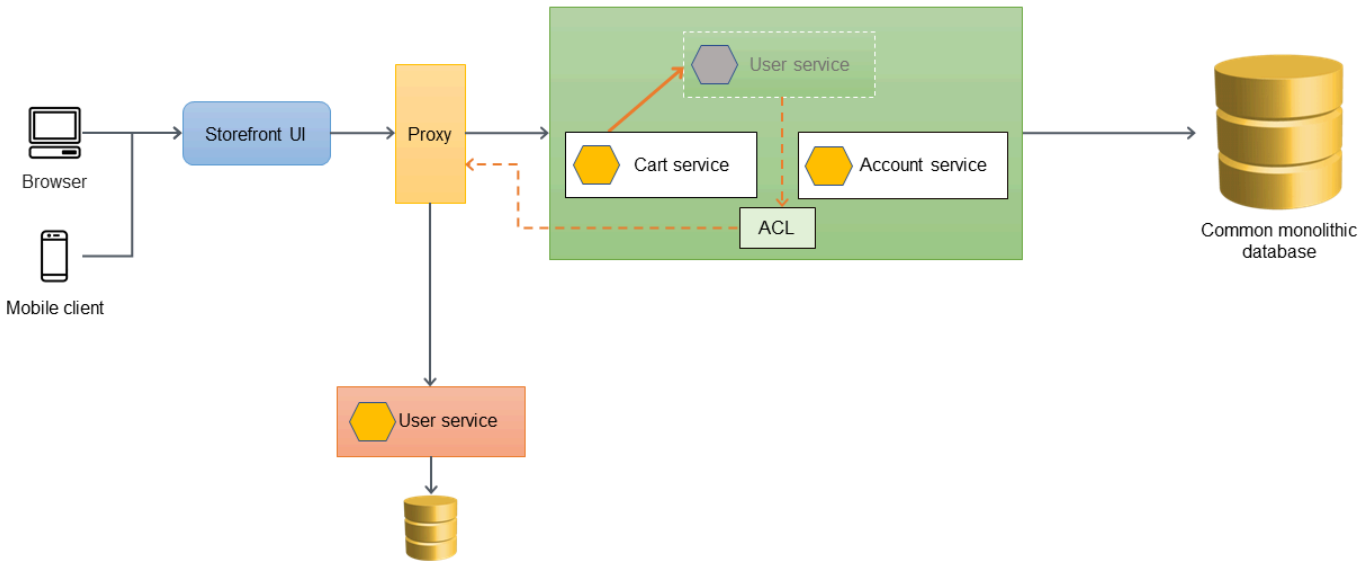 User service
Storefront UI
Proxy
Cart service
Account service
Browser
ACL
Common monolithic
database
Mobile client
User service